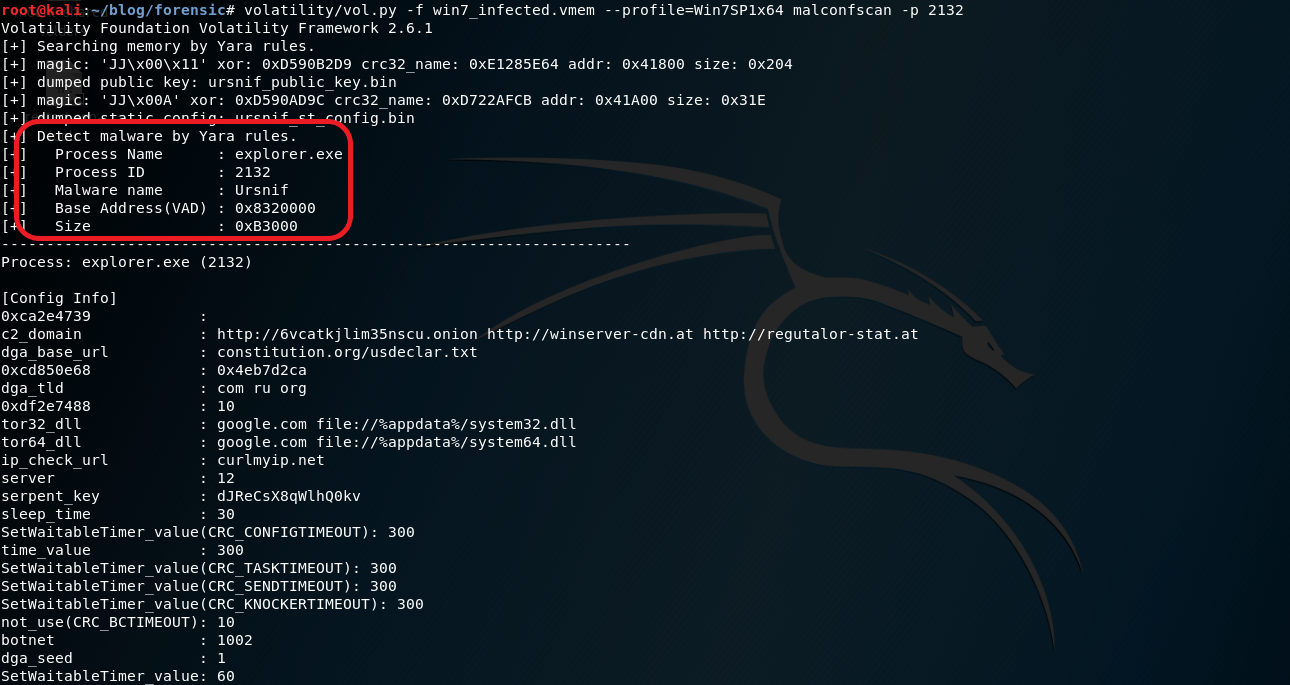 root@kali:~/blog/forensic# volatility/vol.py -f win7_infected.vmem --profile=Win7SP1x64 malconfscan -p 2132
Volatility Foundation Volatility Framework 2.6.1
[+] Searching memory by Yara rules.
[+] magic: 'JJ\x00\x11' xor: 0xD590B2D9 crc32_name: 0xE1285E64 addr: 0x41800 size: 0x204
[+] dumped public key: ursnif_public_key.bin
[+] magic: 'JJ\x00A' xor: 0xD590AD9C crc32_name: 0xD722AFCB addr: 0x41A00 size: 0x31E
[+] dumped static config: ursnif_st_config.bin
[+] Detect malware by Yara rules.
[+]   Process Name      : explorer.exe
[+]   Process ID        : 2132
[+]   Malware name      : Ursnif
[+]   Base Address(VAD) : 0x8320000
[+]   Size              : 0xB3000
----------------------------------------------------------------------
Process: explorer.exe (2132)
[Config Info]
0xca2e4739            :
c2_domain             : http://6vcatkjlim35nscu.onion http://winserver-cdn.at http://regutalor-stat.at
dga_base_url          : constitution.org/usdeclar.txt
0xcd850e68            : 0x4eb7d2ca
dga_tld               : com ru org
0xdf2e7488            : 10
tor32_dll             : google.com file://%appdata%/system32.dll
tor64_dll             : google.com file://%appdata%/system64.dll
ip_check_url          : curlmyip.net
server                : 12
serpent_key           : dJReCsX8qWlhQ0kv
sleep_time            : 30
SetWaitableTimer_value(CRC_CONFIGTIMEOUT): 300
time_value            : 300
SetWaitableTimer_value(CRC_TASKTIMEOUT): 300
SetWaitableTimer_value(CRC_SENDTIMEOUT): 300
SetWaitableTimer_value(CRC_KNOCKERTIMEOUT): 300
not_use(CRC_BCTIMEOUT): 10
botnet                : 1002
dga_seed              : 1
SetWaitableTimer_value: 60